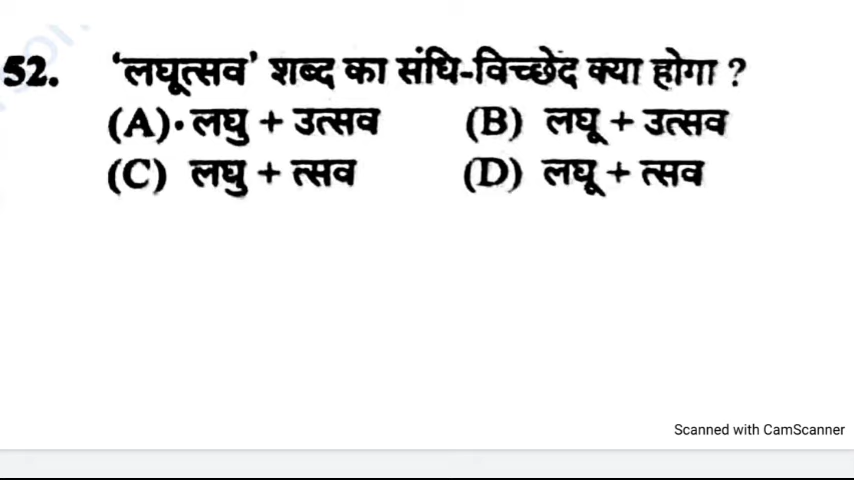 52. ‘लघूत्सव’ शब्द का संधि-विच्छेद क्या होगा ?
(A) लघु + उत्सव (B) लघू + उत्सव
(C) लघु + त्सव (D) लघू + त्सव
Scanned with CamScanner